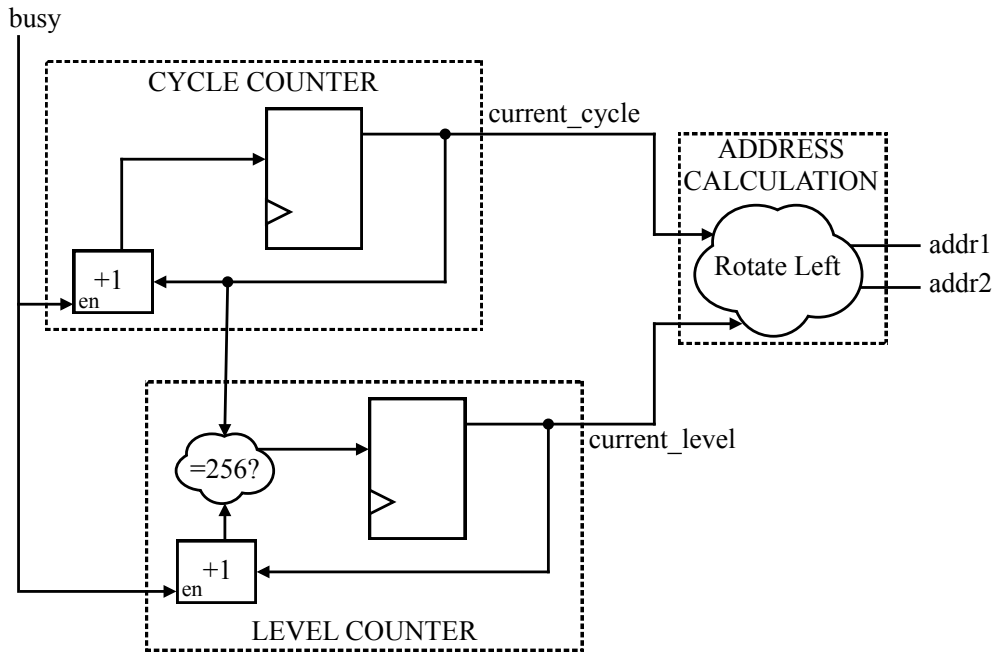 busy
CYCLE COUNTER
current_cycle
+1
en
ADDRESS
CALCULATION
Rotate Left
addr1
addr2
=256?
current_level
+1
en
LEVEL COUNTER